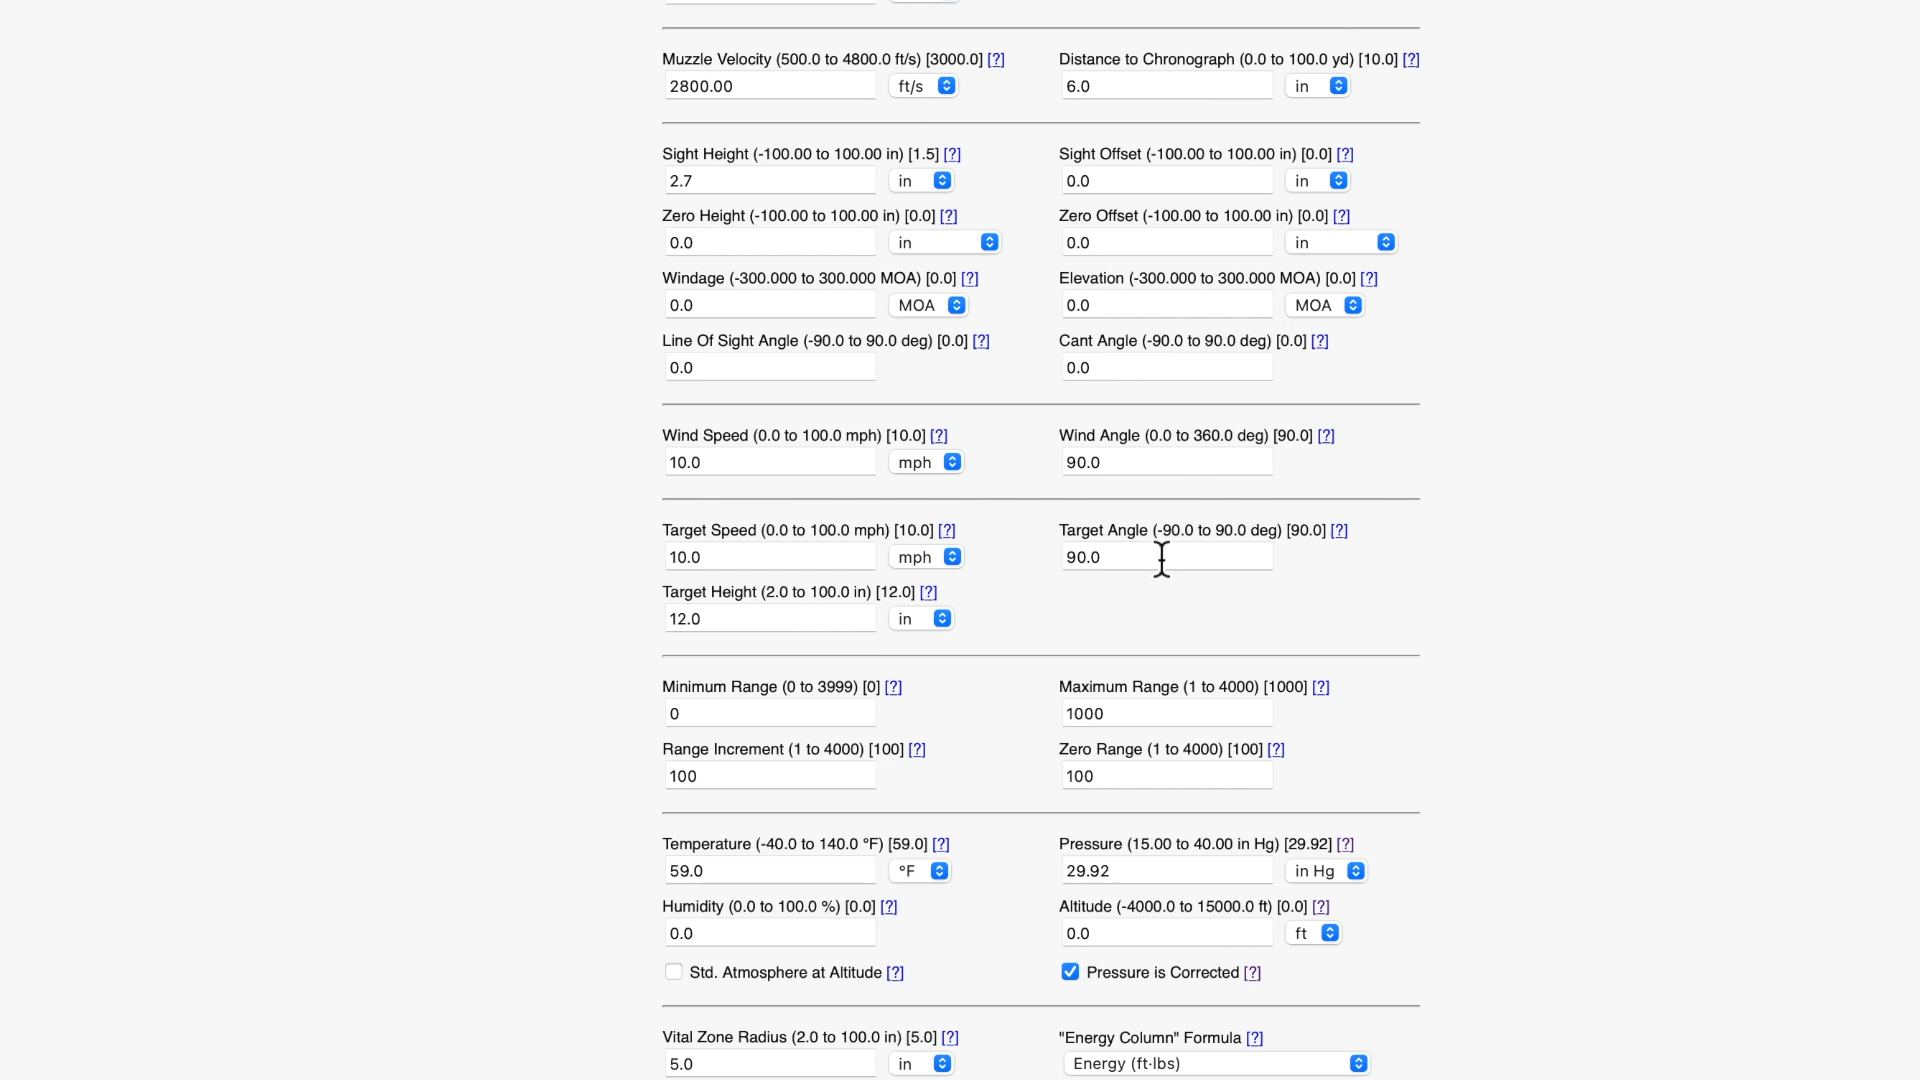 Muzzle Velocity (500.0 to 4800.0 ft/s) [3000.0] [?] Distance to Chronograph (0.0 to 100.0 yd) [10.0] [?]
2800.00 ft/s 6.0 in
Sight Height (-100.00 to 100.00 in) [1.5] [?] Sight Offset (-100.00 to 100.00 in) [0.0] [?]
2.7 in 0.0 in
Zero Height (-100.00 to 100.00 in) [0.0] [?] Zero Offset (-100.00 to 100.00 in) [0.0] [?]
0.0 in 0.0 in
Windage (-300.000 to 300.000 MOA) [0.0] [?] Elevation (-300.000 to 300.000 MOA) [0.0] [?]
0.0 MOA 0.0 MOA
Line Of Sight Angle (-90.0 to 90.0 deg) [0.0] [?] Cant Angle (-90.0 to 90.0 deg) [0.0] [?]
0.0 0.0
Wind Speed (0.0 to 100.0 mph) [10.0] [?] Wind Angle (0.0 to 360.0 deg) [90.0] [?]
10.0 mph 90.0
Target Speed (0.0 to 100.0 mph) [10.0] [?] Target Angle (-90.0 to 90.0 deg) [90.0] [?]
10.0 mph 90.0
Target Height (2.0 to 100.0 in) [12.0] [?]
12.0 in
Minimum Range (0 to 3999) [0] [?] Maximum Range (1 to 4000) [1000] [?]
0 1000
Range Increment (1 to 4000) [100] [?] Zero Range (1 to 4000) [100] [?]
100 100
Temperature (-40.0 to 140.0 °F) [59.0] [?] Pressure (15.00 to 40.00 in Hg) [29.92] [?]
59.0 °F 29.92 in Hg
Humidity (0.0 to 100.0 %) [0.0] [?] Altitude (-4000.0 to 15000.0 ft) [0.0] [?]
0.0 0.0 ft
Std. Atmosphere at Altitude [?] Pressure is Corrected [?]
Vital Zone Radius (2.0 to 100.0 in) [5.0] [?] "Energy Column" Formula [?]
5.0 in Energy (ft·lbs)